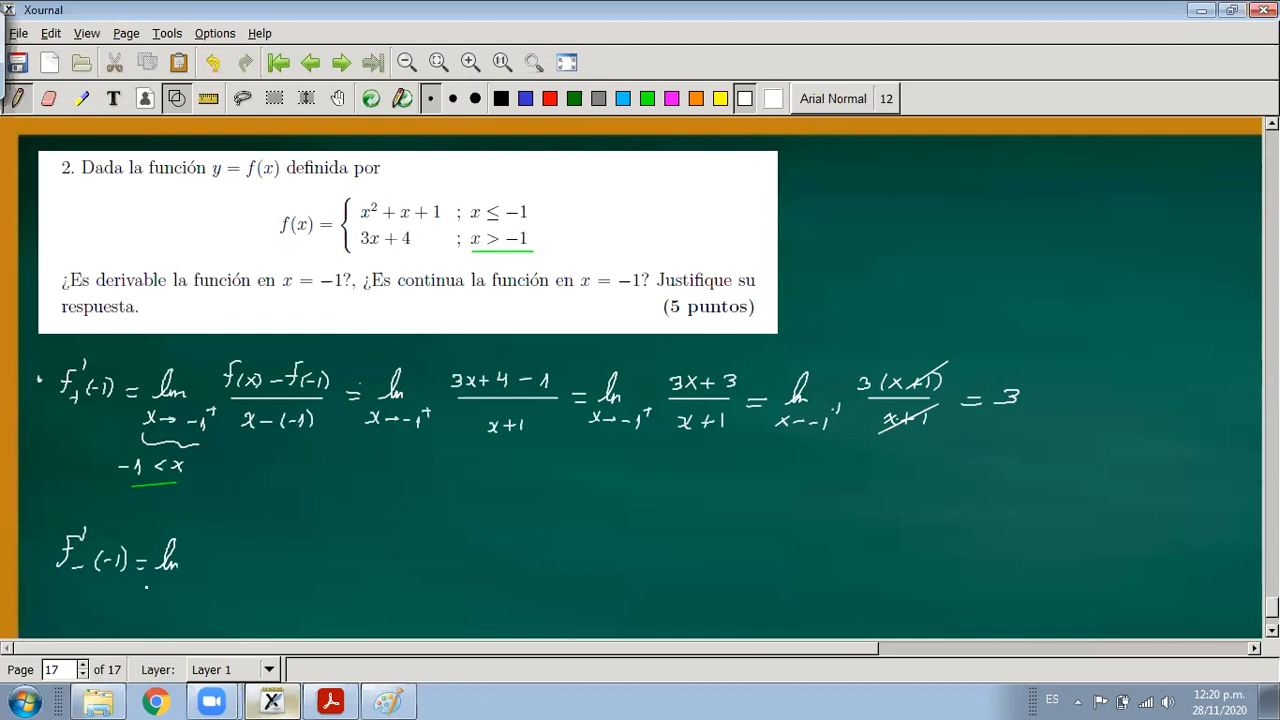 Xournal
File Edit View Page Tools Options Help
Arial Normal 12
2. Dada la función y = f(x) definida por
f(x) = { x² + x + 1 ; x ≤ −1
3x + 4 ; x > −1
¿Es derivable la función en x = −1?, ¿Es continua la función en x = −1? Justifique su
respuesta. (5 puntos)
f'₊(-1) = lim x→-1⁺ (f(x) - f(-1))/(x-(-1)) = lim x→-1⁺ (3x+4-1)/(x+1) = lim x→-1⁺ (3x+3)/(x+1) = lim x→-1⁺ 3(x+1)/(x+1) = 3
-1 < x
f'₋(-1) = lim
Page 17 of 17 Layer: Layer 1
ES 12:20 p.m.
28/11/2020